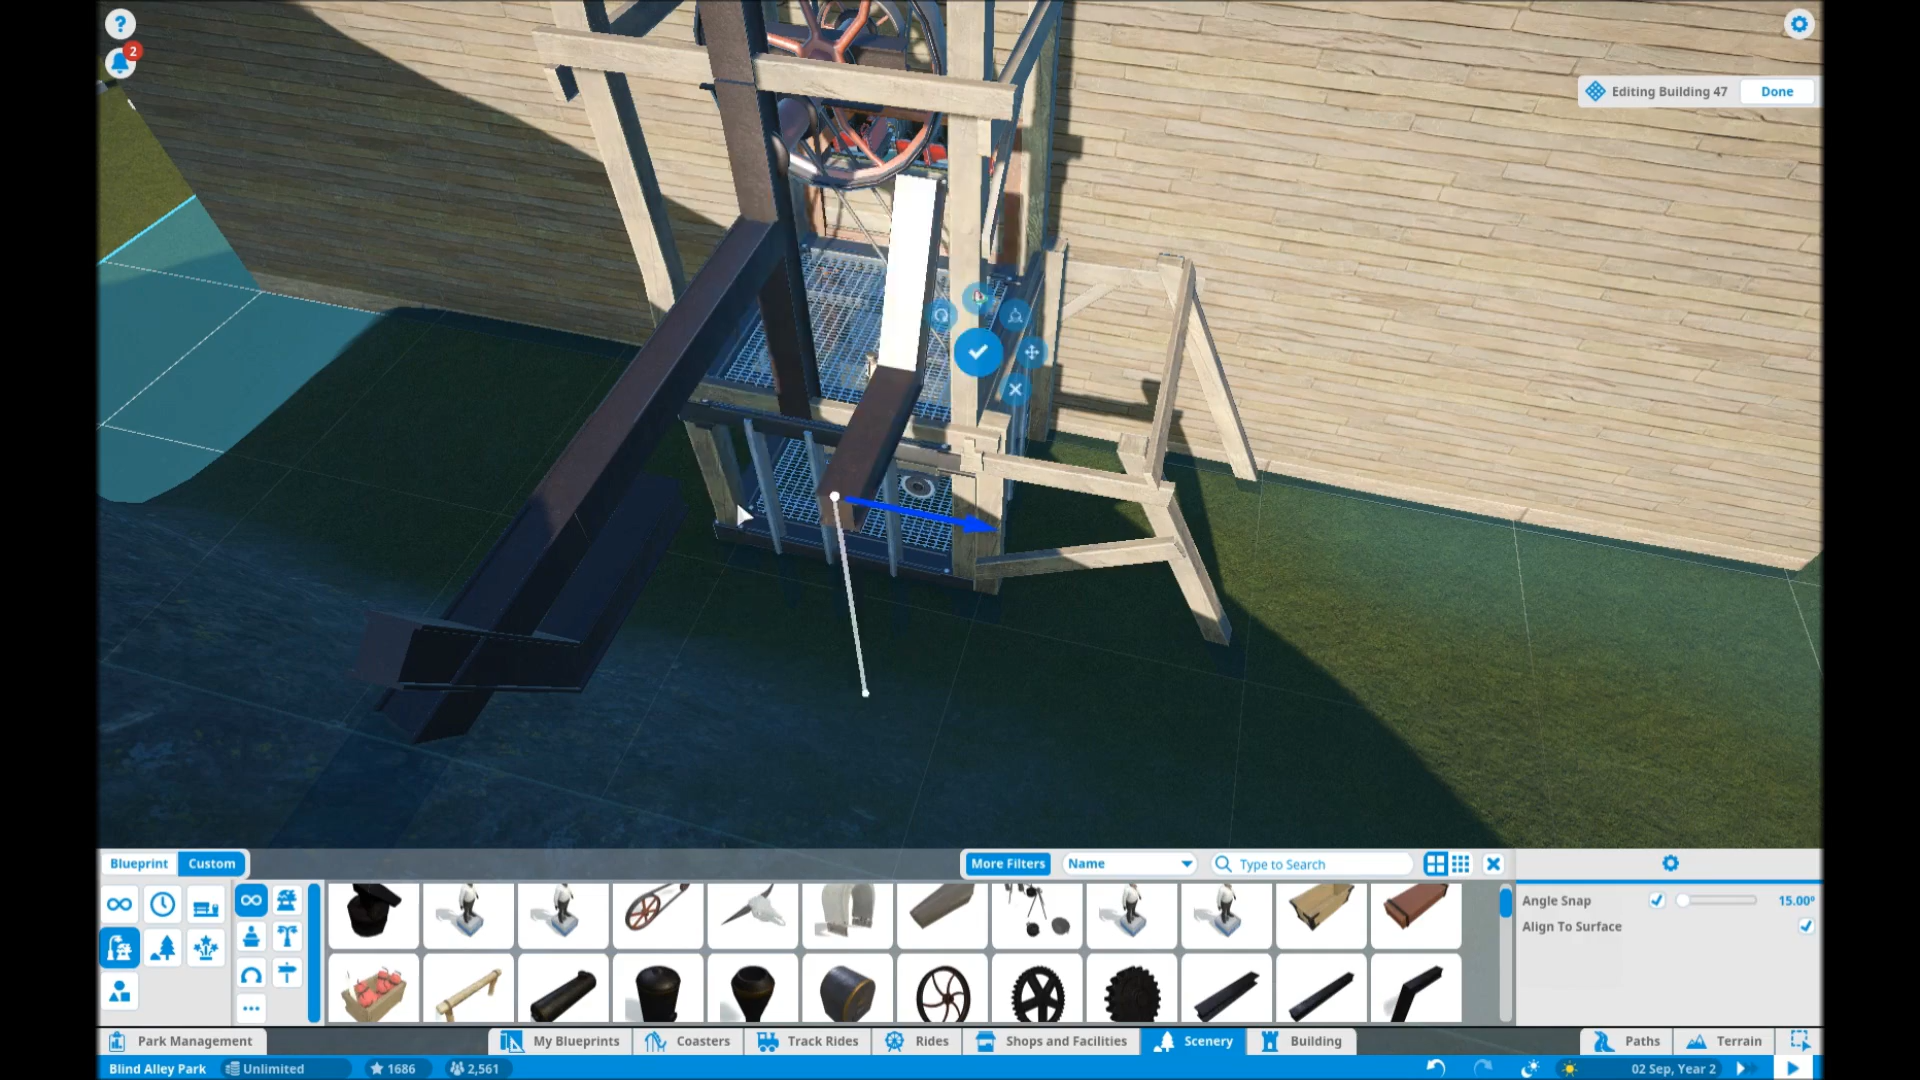 ?
2
Editing Building 47
Done
Blueprint
Custom
More Filters
Name
Type to Search
Angle Snap
15.00°
Align To Surface
Park Management
My Blueprints
Coasters
Track Rides
Rides
Shops and Facilities
Scenery
Building
Paths
Terrain
Blind Alley Park
Unlimited
1686
2,561
02 Sep, Year 2